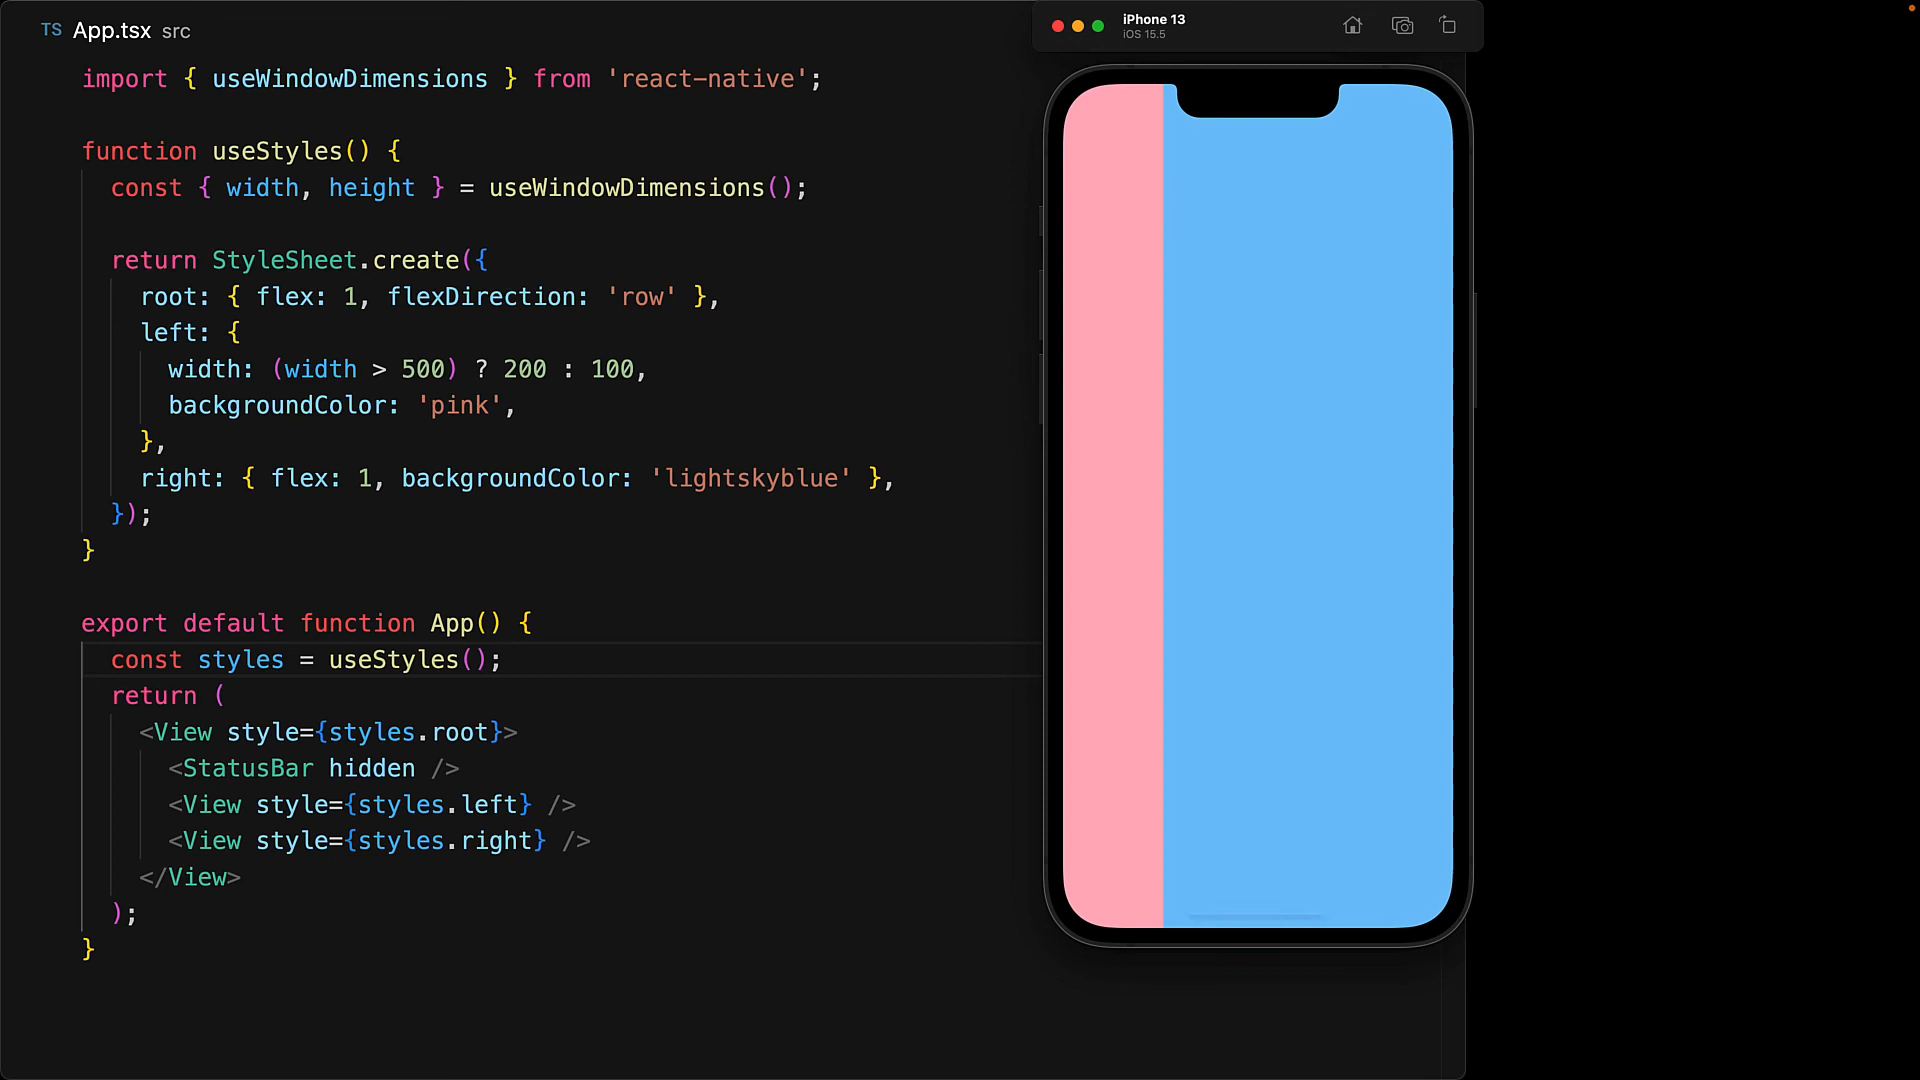 TS App.tsx src
import { useWindowDimensions } from 'react-native';
function useStyles() {
const { width, height } = useWindowDimensions();
return StyleSheet.create({
root: { flex: 1, flexDirection: 'row' },
left: {
width: (width > 500) ? 200 : 100,
backgroundColor: 'pink',
},
right: { flex: 1, backgroundColor: 'lightskyblue' },
});
}
export default function App() {
const styles = useStyles();
return (
<View style={styles.root}>
<StatusBar hidden />
<View style={styles.left} />
<View style={styles.right} />
</View>
);
}
iPhone 13
iOS 15.5